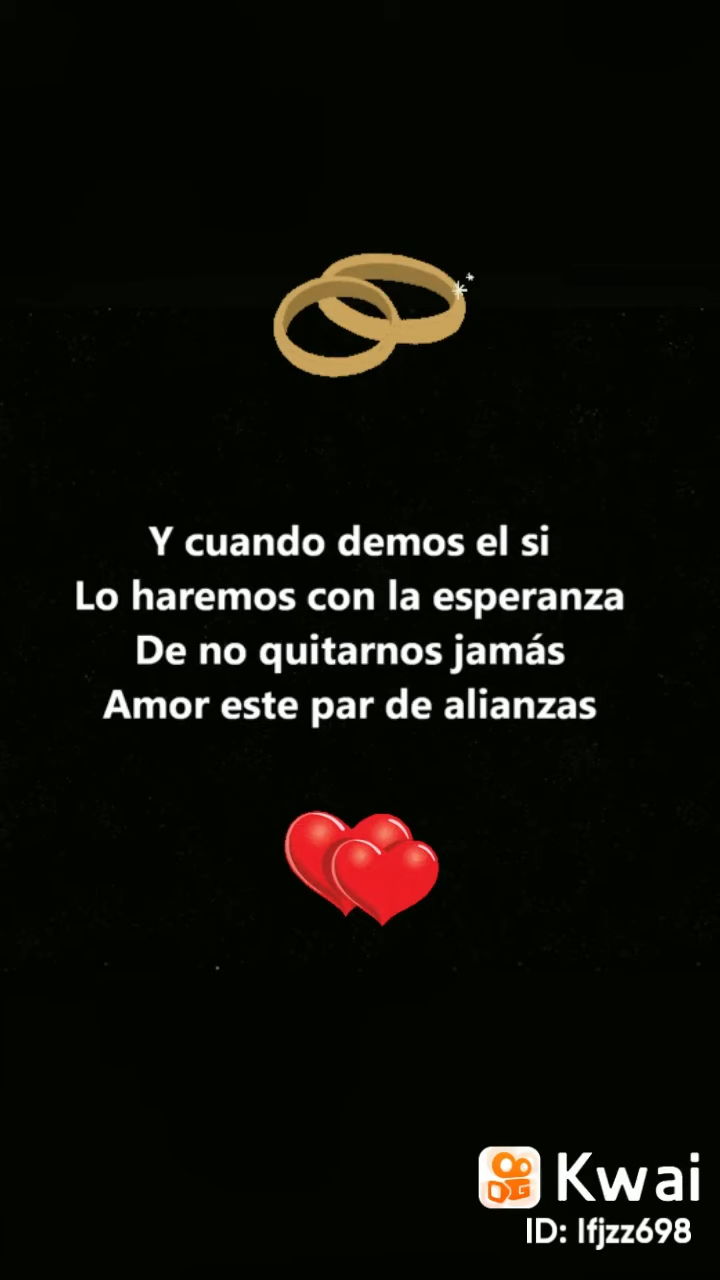 Y cuando demos el si
Lo haremos con la esperanza
De no quitarnos jamás
Amor este par de alianzas
Kwai
ID: lfjzz698